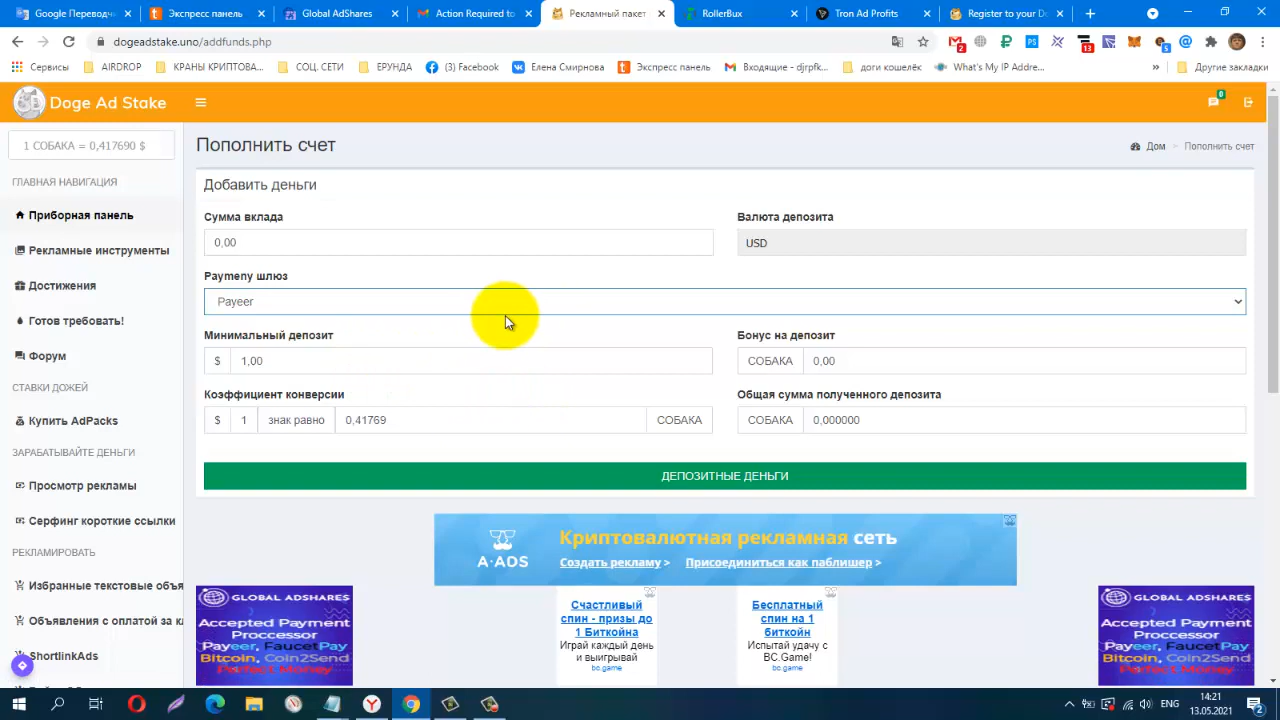 Google Переводч
Экспресс панель
Global AdShares
Action Required to
Рекламный пакет
RollerBux
Tron Ad Profits
Register to your Do
dogeadstake.uno/addfunds.php
Сервисы
AIRDROP
КРАНЫ КРИПТОВА...
СОЦ. СЕТИ
ЕРУНДА
(3) Facebook
Елена Смирнова
Экспресс панель
Входящие - djrpfk...
доги кошелёк
What's My IP Addre...
»
Другие закладки
Doge Ad Stake
0
1 СОБАКА = 0,417690 $
Пополнить счет
Дом
Пополнить счет
ГЛАВНАЯ НАВИГАЦИЯ
Приборная панель
Рекламные инструменты
Достижения
Готов требовать!
Форум
СТАВКИ ДОЖЕЙ
Купить AdPacks
ЗАРАБАТЫВАЙТЕ ДЕНЬГИ
Просмотр рекламы
Серфинг короткие ссылки
РЕКЛАМИРОВАТЬ
Избранные текстовые объя
Объявления с оплатой за кл
ShortlinkAds
Добавить деньги
Сумма вклада
Валюта депозита
0,00
USD
Paymeny шлюз
Payeer
Минимальный депозит
Бонус на депозит
$ 1,00
СОБАКА 0,00
Коэффициент конверсии
Общая сумма полученного депозита
$ 1 знак равно 0,41769 СОБАКА
СОБАКА 0,000000
ДЕПОЗИТНЫЕ ДЕНЬГИ
A-ADS
Криптовалютная рекламная сеть
Создать рекламу > Присоединиться как паблишер >
GLOBAL ADSHARES
Accepted Payment
Proccessor
Payeer, FaucetPay
Bitcoin, Coin2Send
Perfect Money
Счастливый
спин - призы до
1 Биткойна
Играй каждый день
и выигрывай
bc.game
Бесплатный
спин на 1
биткойн
Испытай удачу с
BC.Game!
bc.game
GLOBAL ADSHARES
Accepted Payment
Proccessor
Payeer, FaucetPay
Bitcoin, Coin2Send
Perfect Money
ENG
14:21
13.05.2021
2